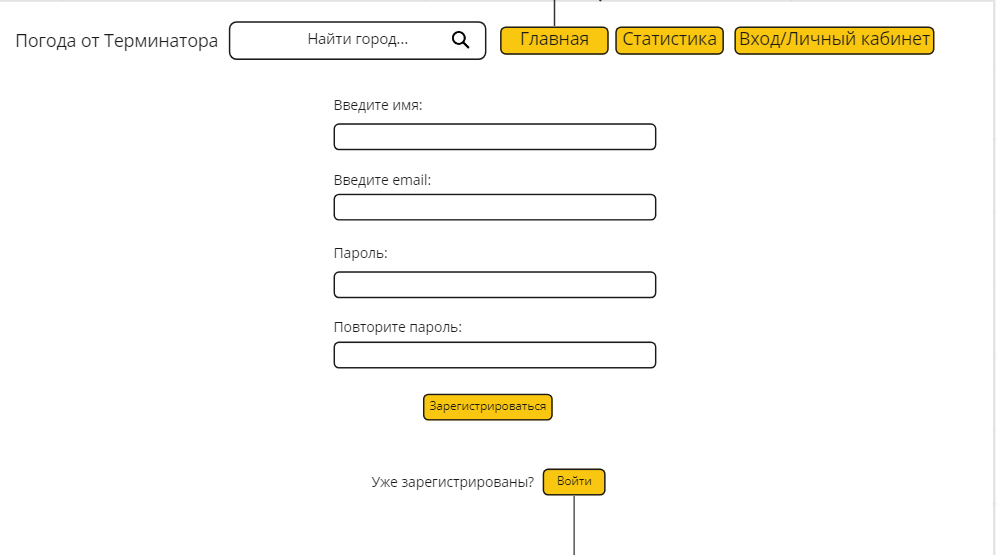 Погода от Терминатора
Найти город...
Главная
Статистика
Вход/Личный кабинет
Введите имя:
Введите email:
Пароль:
Повторите пароль:
Зарегистрироваться
Уже зарегистрированы?
Войти